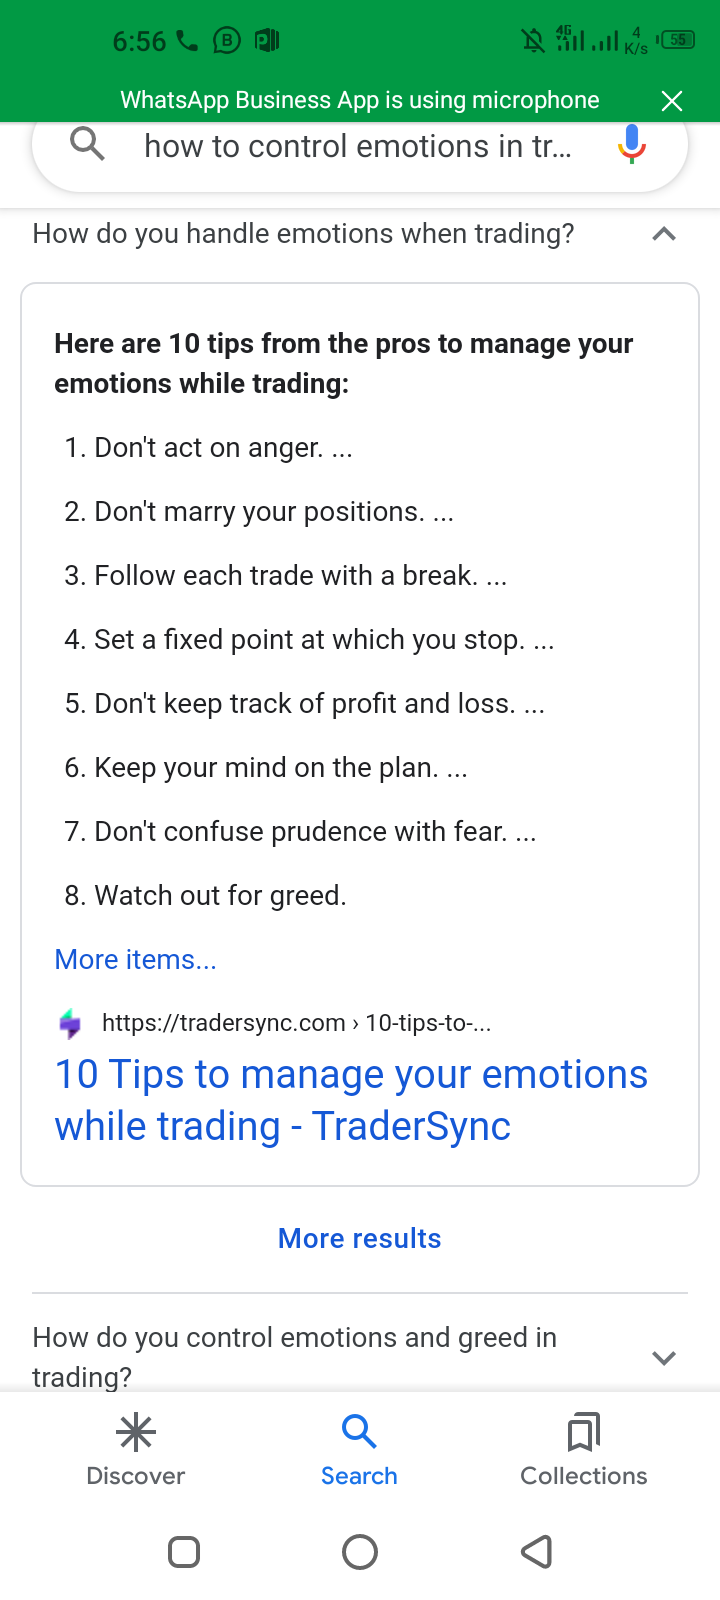 6:56
4G
4
K/s
55
WhatsApp Business App is using microphone
how to control emotions in tr...
How do you handle emotions when trading?
Here are 10 tips from the pros to manage your
emotions while trading:
1. Don't act on anger. ...
2. Don't marry your positions. ...
3. Follow each trade with a break. ...
4. Set a fixed point at which you stop. ...
5. Don't keep track of profit and loss. ...
6. Keep your mind on the plan. ...
7. Don't confuse prudence with fear. ...
8. Watch out for greed.
More items...
https://tradersync.com › 10-tips-to-...
10 Tips to manage your emotions
while trading - TraderSync
More results
How do you control emotions and greed in
trading?
Discover
Search
Collections